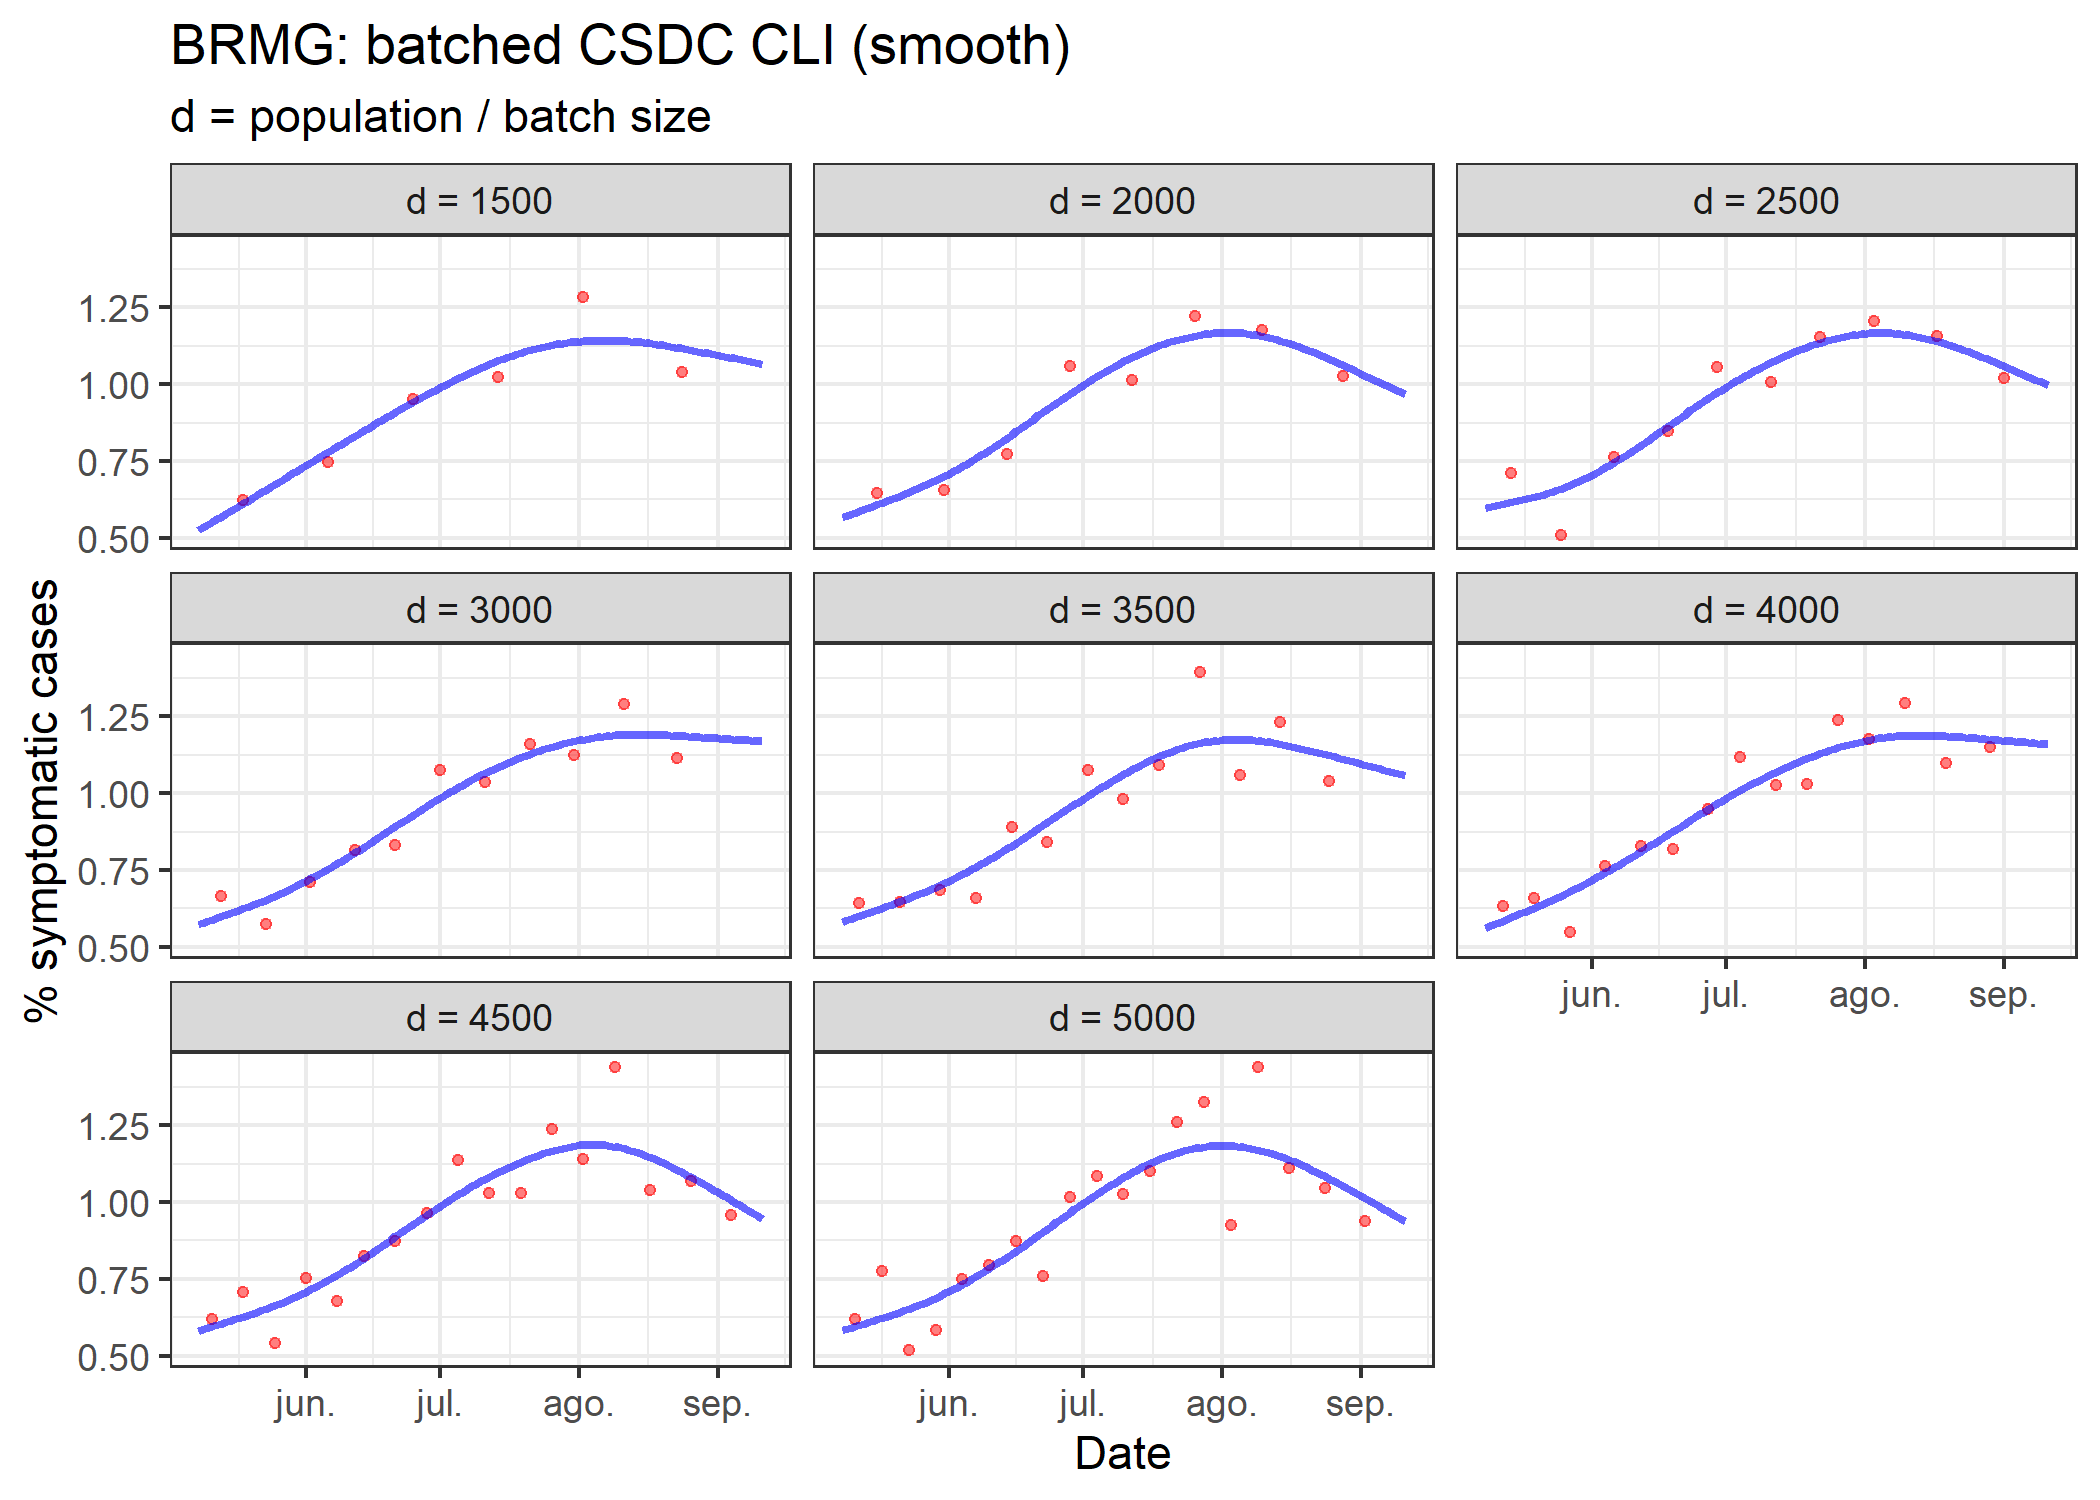 BRMG: batched CSDC CLI (smooth)
d = population / batch size
d = 1500
d = 2000
d = 2500
1.25
1.00
0.75
0.50
d = 3000
d = 3500
d = 4000
1.25
1.00
0.75
0.50
jun.
jul.
ago.
sep.
d = 4500
d = 5000
1.25
1.00
0.75
0.50
jun.
jul.
ago.
sep.
jun.
jul.
ago.
sep.
% symptomatic cases
Date